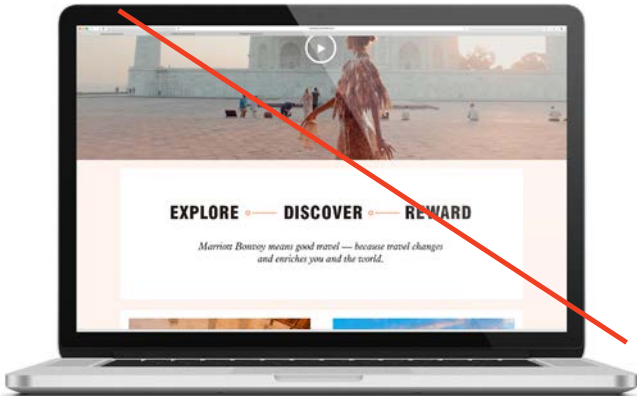 EXPLORE DISCOVER REWARD
Marriott Bonvoy means good travel — because travel changes
and enriches you and the world.